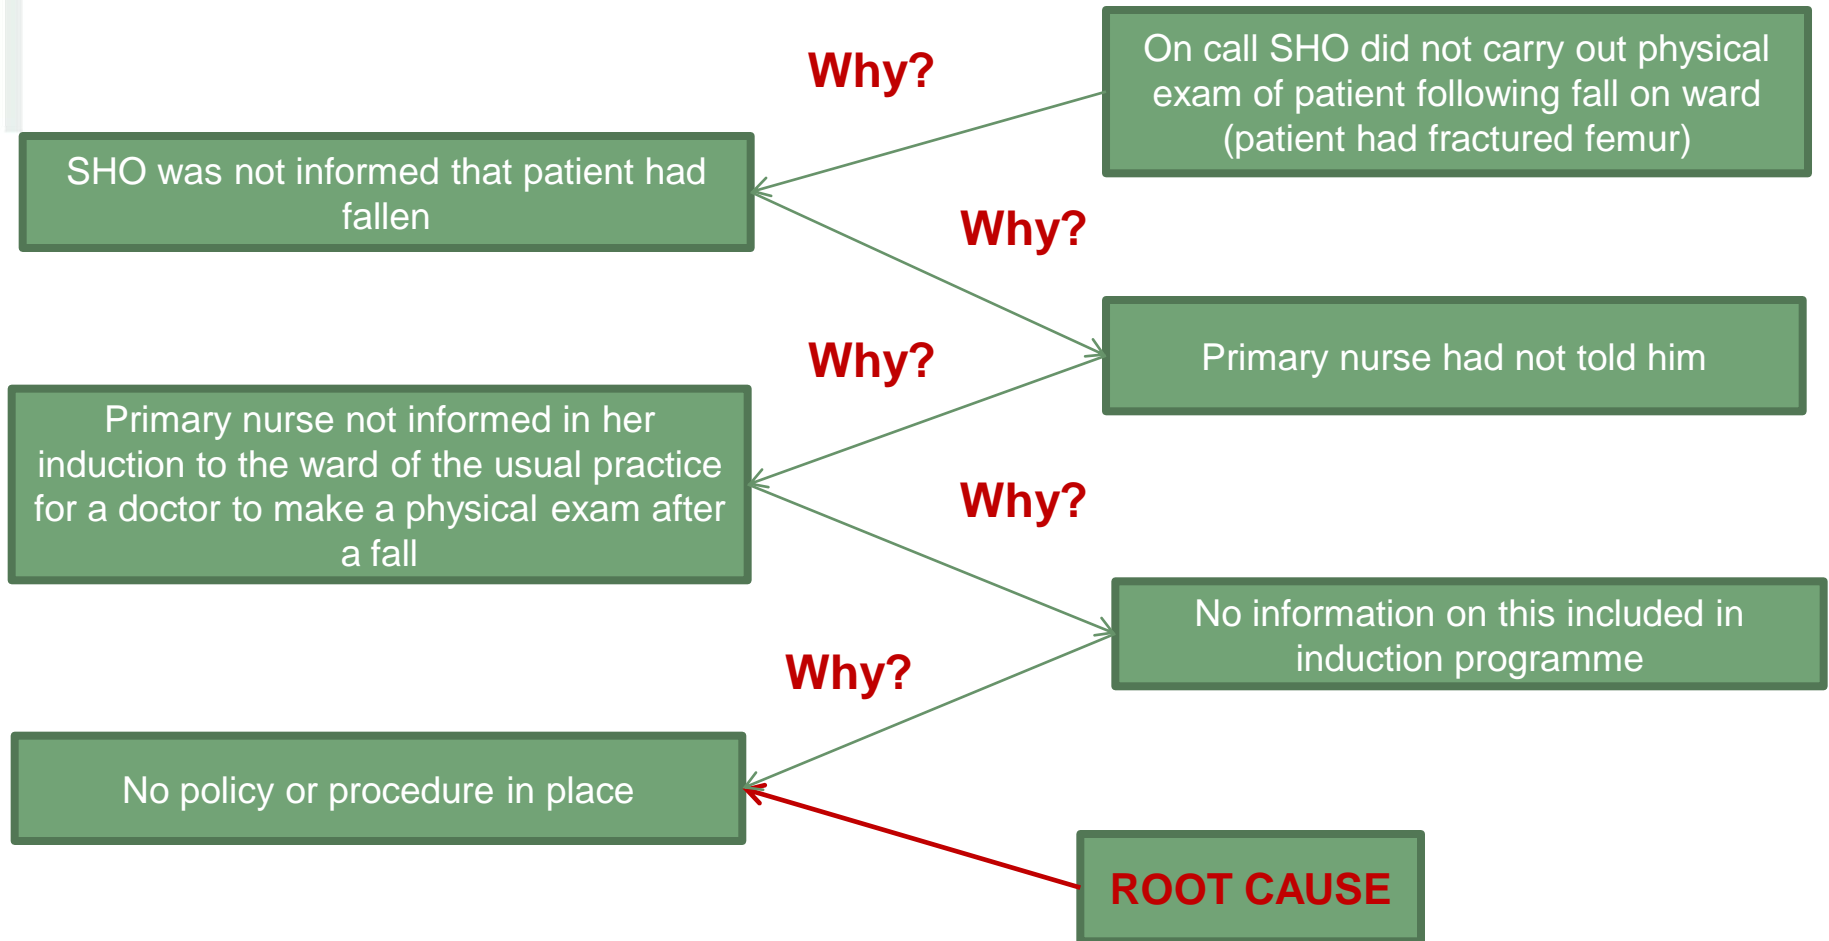 On call SHO did not carry out physical
exam of patient following fall on ward
(patient had fractured femur)
Why?
SHO was not informed that patient had
fallen
Why?
Primary nurse had not told him
Why?
Primary nurse not informed in her
induction to the ward of the usual practice
for a doctor to make a physical exam after
a fall
Why?
No information on this included in
induction programme
Why?
No policy or procedure in place
ROOT CAUSE